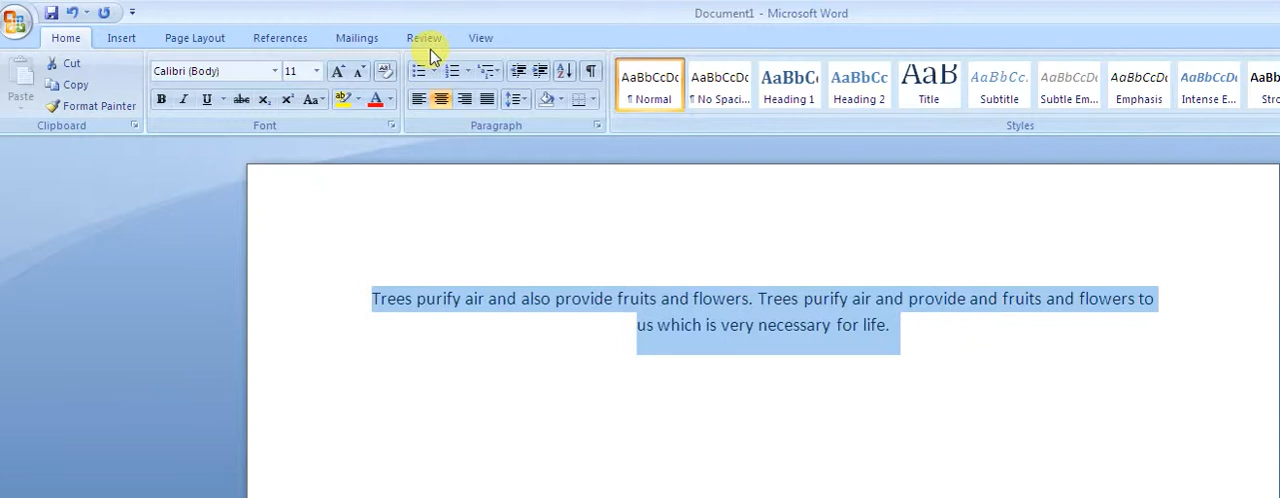 Document1 - Microsoft Word
Home Insert Page Layout References Mailings Review View
Cut
Copy
Paste
Format Painter
Clipboard
Calibri (Body) 11
Font
Paragraph
AaBbCcDc AaBbCcDc AaBbC AaBbCc AaB AaBbCc. AaBbCcDc AaBbCcDc AaBbCcDc
¶ Normal ¶ No Spaci... Heading 1 Heading 2 Title Subtitle Subtle Em... Emphasis Intense E... Stro
Styles
Trees purify air and also provide fruits and flowers. Trees purify air and provide and fruits and flowers to
us which is very necessary for life.